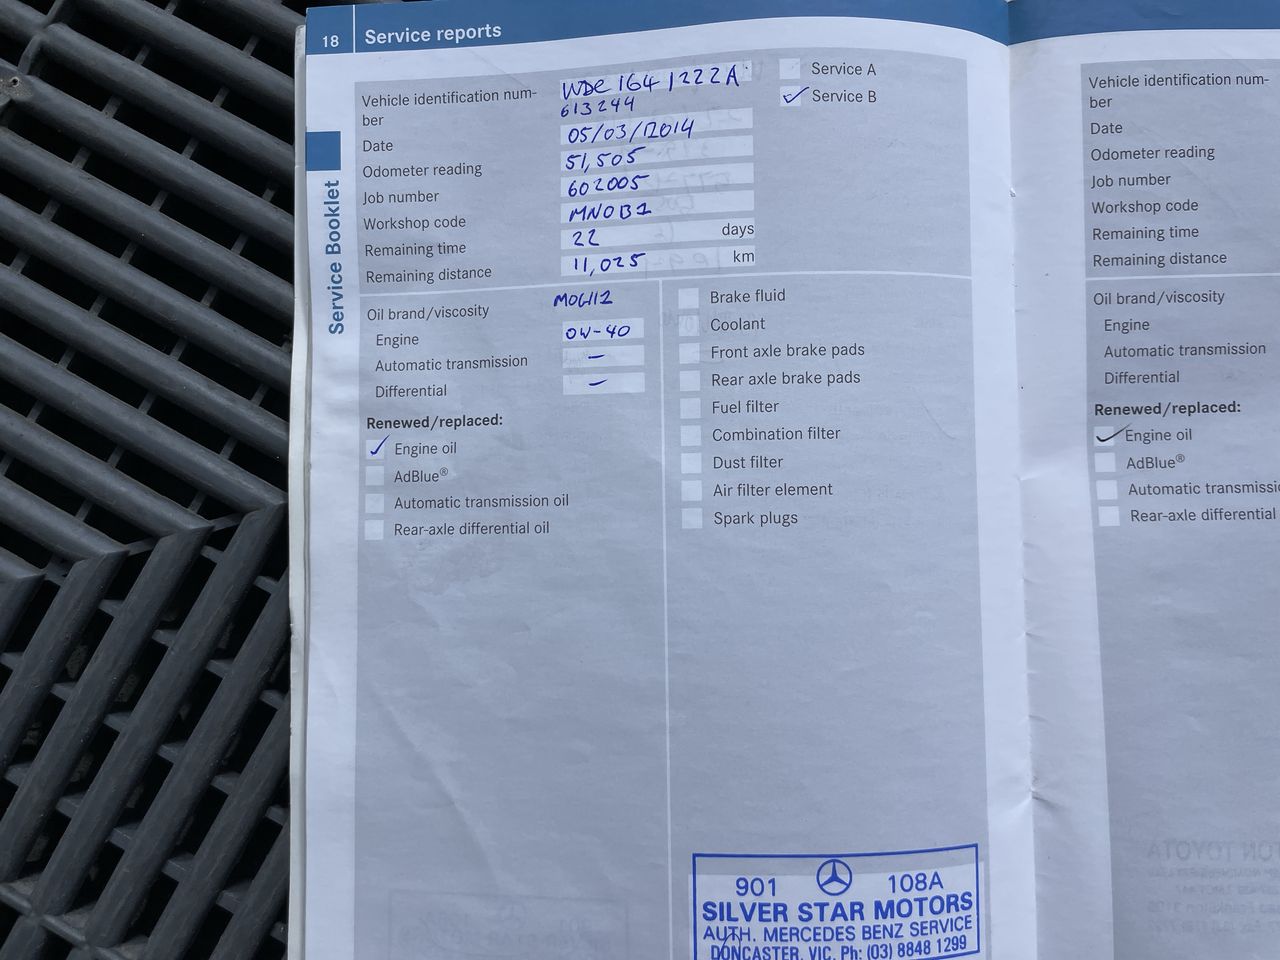 18 Service reports
Service Booklet
Vehicle identification num-
ber WDC 164 1222A
613244
Date 05/03/2014
Odometer reading 51,505
Job number 602005
Workshop code MNOB1
Remaining time 22 days
Remaining distance 11,025 km
Service A
Service B
Oil brand/viscosity MOGI12
Engine 0W-40
Automatic transmission –
Differential –
Renewed/replaced:
Engine oil
AdBlue®
Automatic transmission oil
Rear-axle differential oil
Brake fluid
Coolant
Front axle brake pads
Rear axle brake pads
Fuel filter
Combination filter
Dust filter
Air filter element
Spark plugs
901 108A
SILVER STAR MOTORS
AUTH. MERCEDES BENZ SERVICE
DONCASTER, VIC. Ph: (03) 8848 1299
Vehicle identification num-
ber
Date
Odometer reading
Job number
Workshop code
Remaining time
Remaining distance
Oil brand/viscosity
Engine
Automatic transmission
Differential
Renewed/replaced:
Engine oil
AdBlue®
Automatic transmissi
Rear-axle differential